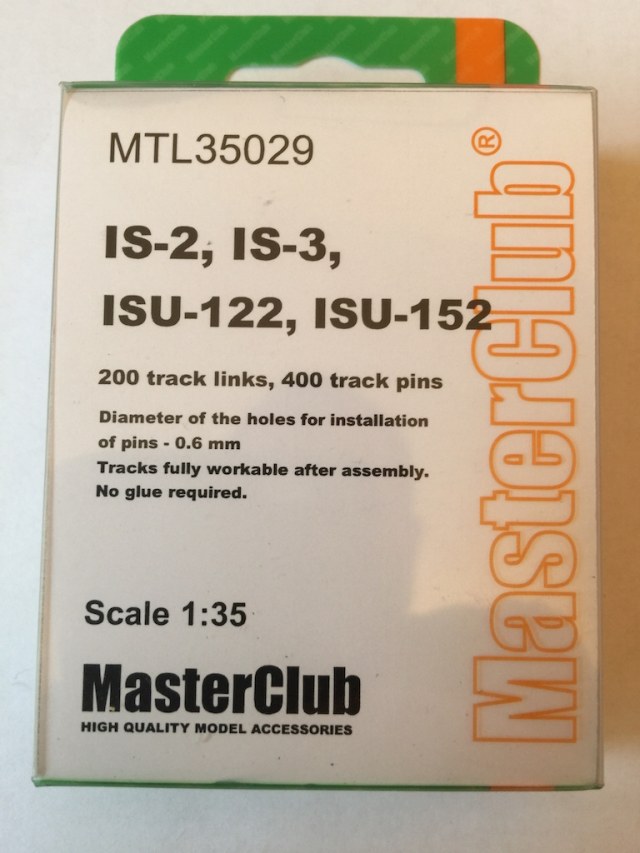 MTL35029
IS-2, IS-3,
ISU-122, ISU-152
200 track links, 400 track pins
Diameter of the holes for installation
of pins - 0.6 mm
Tracks fully workable after assembly.
No glue required.
Scale 1:35
MasterClub
HIGH QUALITY MODEL ACCESSORIES
MasterClub®